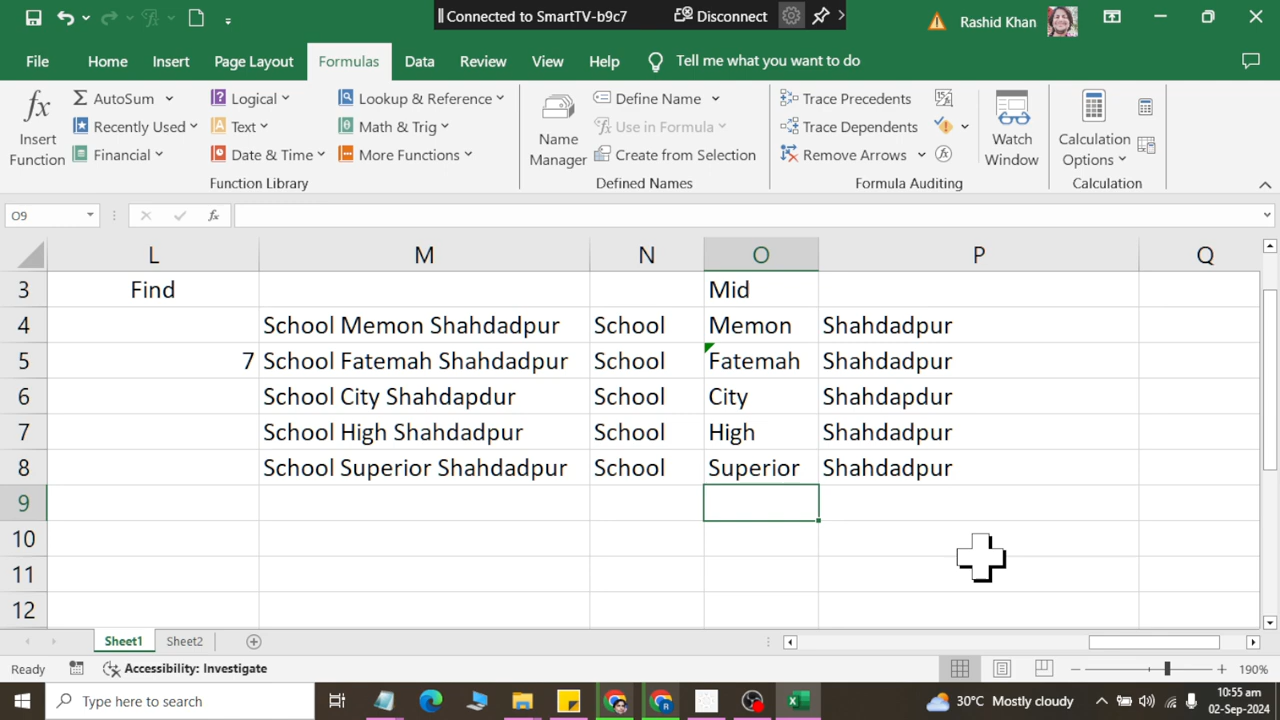 Connected to SmartTV-b9c7 Disconnect
Rashid Khan
File Home Insert Page Layout Formulas Data Review View Help Tell me what you want to do
Insert Function
AutoSum
Recently Used
Financial
Logical
Text
Date & Time
Lookup & Reference
Math & Trig
More Functions
Function Library
Name Manager
Define Name
Use in Formula
Create from Selection
Defined Names
Trace Precedents
Trace Dependents
Remove Arrows
Formula Auditing
Watch Window
Calculation Options
Calculation
O9 fx
L M N O P Q
3 Find Mid
4 School Memon Shahdadpur School Memon Shahdadpur
5 7 School Fatemah Shahdadpur School Fatemah Shahdadpur
6 School City Shahdapdur School City Shahdapdur
7 School High Shahdadpur School High Shahdadpur
8 School Superior Shahdadpur School Superior Shahdadpur
9
10
11
12
Sheet1 Sheet2
Ready Accessibility: Investigate 190%
Type here to search 30°C Mostly cloudy 10:55 am
02-Sep-2024